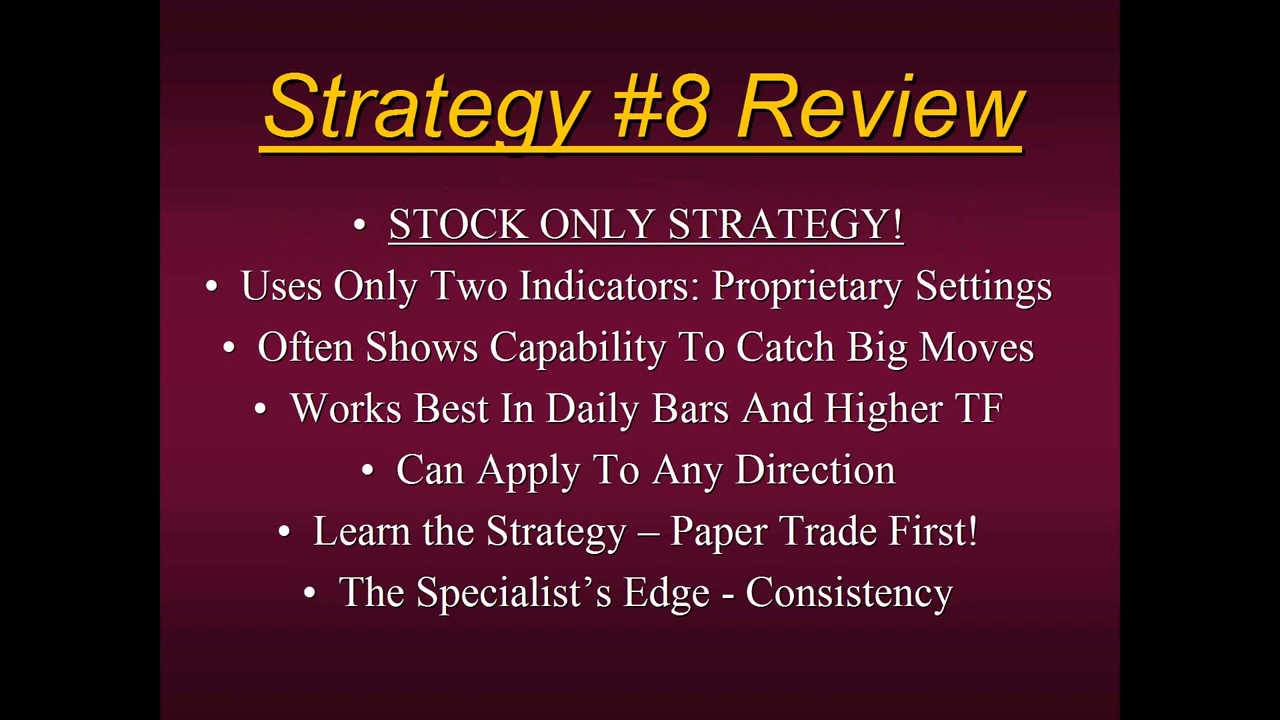 Strategy #8 Review
• STOCK ONLY STRATEGY!
• Uses Only Two Indicators: Proprietary Settings
• Often Shows Capability To Catch Big Moves
• Works Best In Daily Bars And Higher TF
• Can Apply To Any Direction
• Learn the Strategy – Paper Trade First!
• The Specialist’s Edge - Consistency